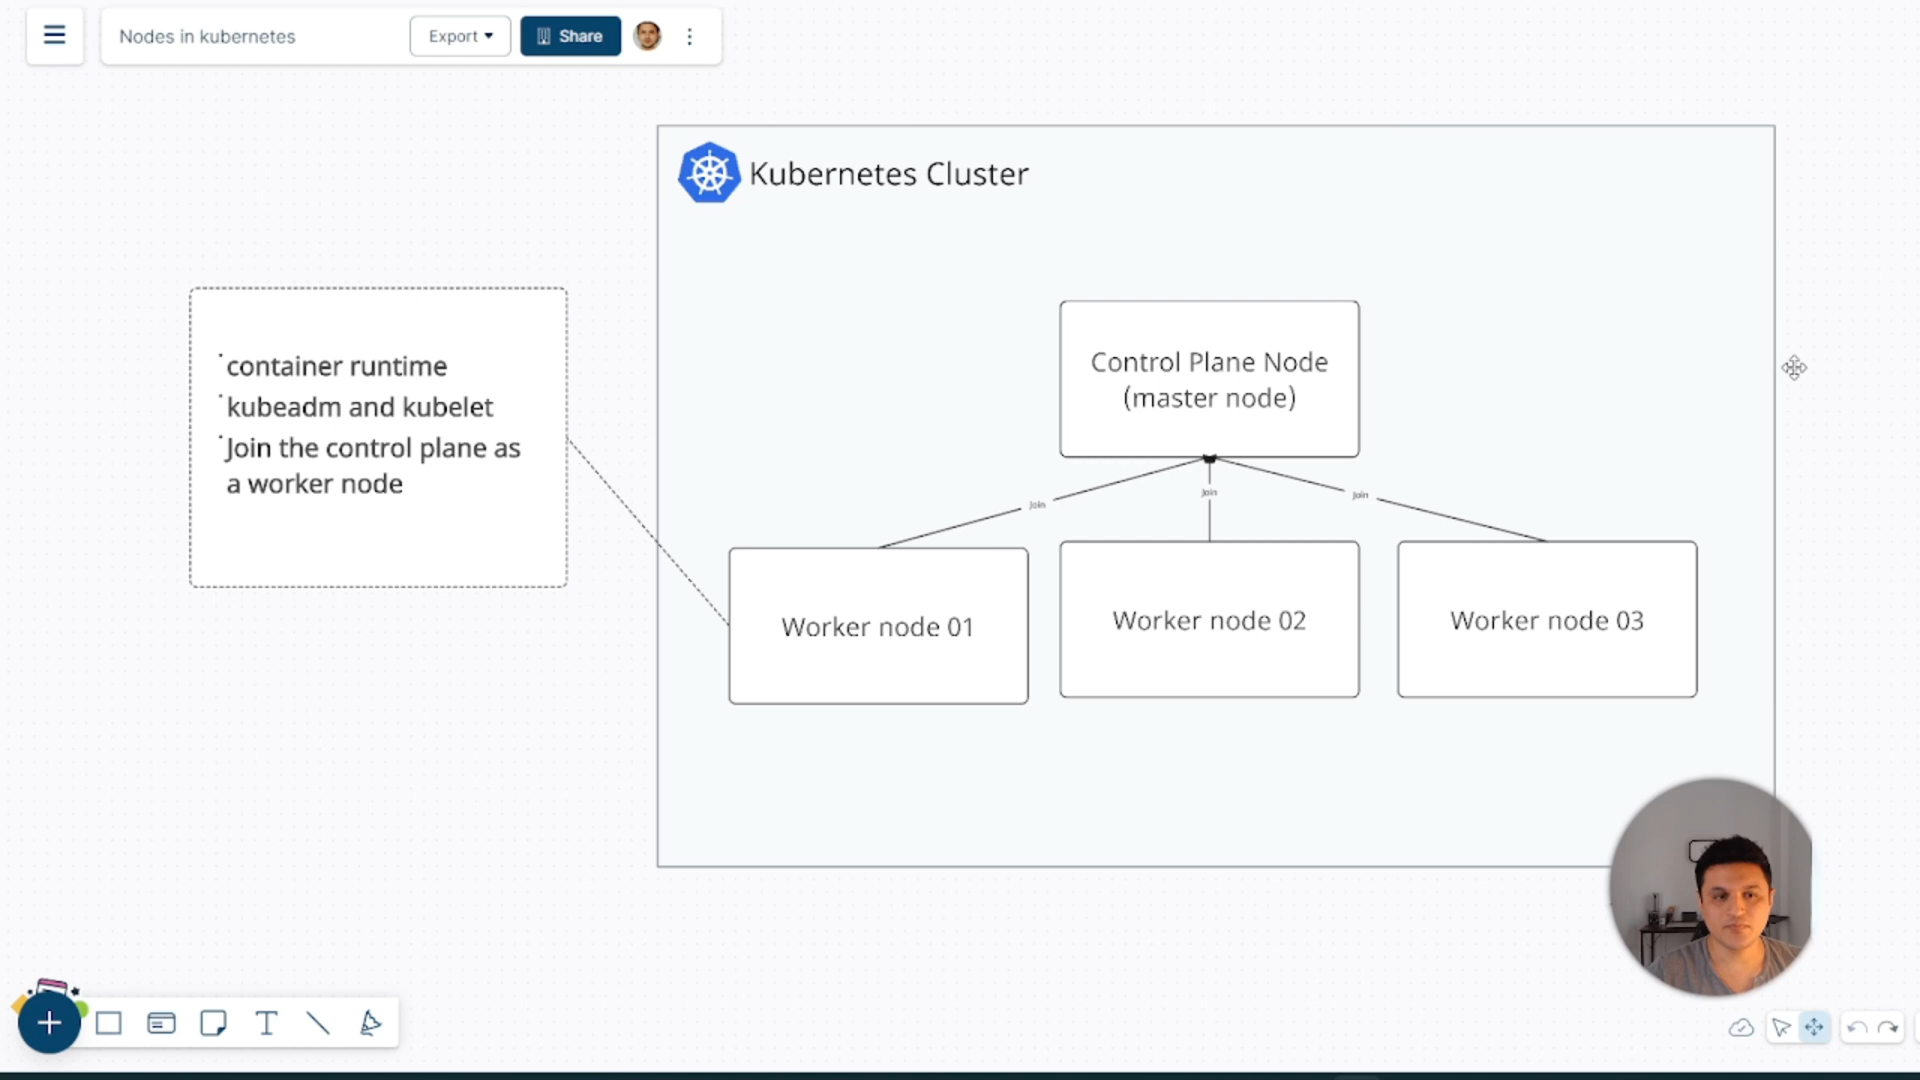 Nodes in kubernetes
Export
Share
Kubernetes Cluster
container runtime
kubeadm and kubelet
Join the control plane as
a worker node
Control Plane Node
(master node)
Join
Join
Join
Worker node 01
Worker node 02
Worker node 03